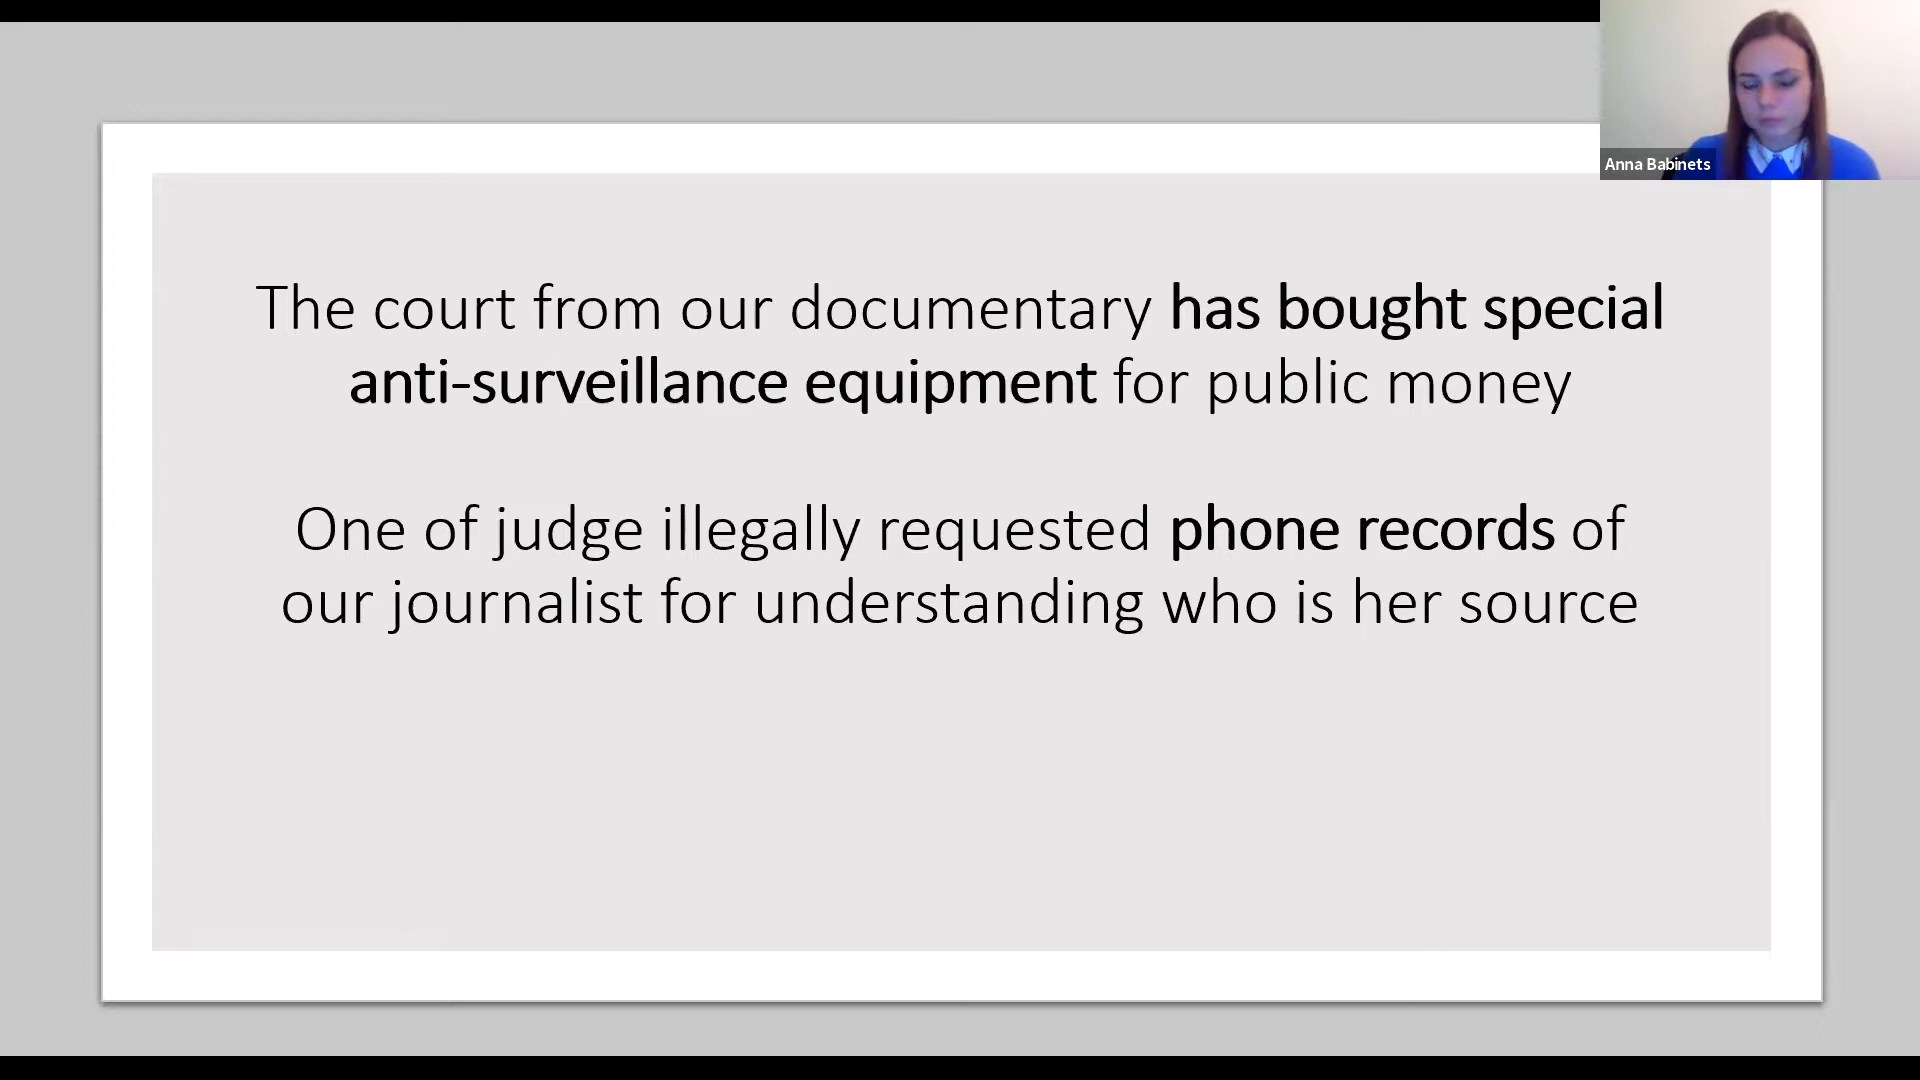 Anna Babinets
The court from our documentary has bought special
anti-surveillance equipment for public money
One of judge illegally requested phone records of
our journalist for understanding who is her source